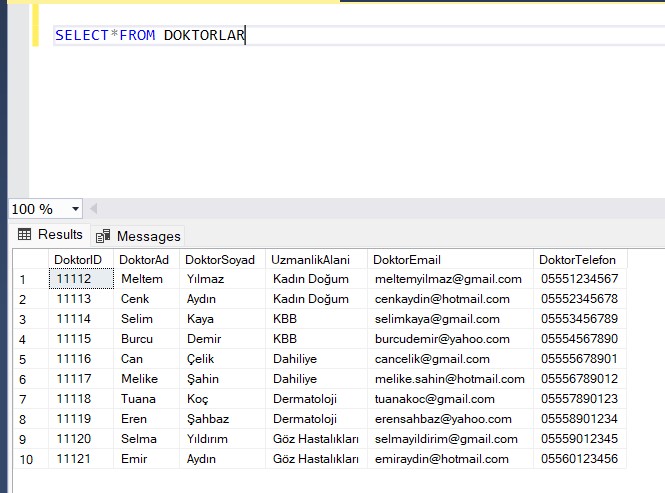 SELECT*FROM DOKTORLAR
100 %
Results Messages
DoktorID DoktorAd DoktorSoyad UzmanlikAlani DoktorEmail DoktorTelefon
1 11112 Meltem Yılmaz Kadın Doğum meltemyilmaz@gmail.com 05551234567
2 11113 Cenk Aydın Kadın Doğum cenkaydin@hotmail.com 05552345678
3 11114 Selim Kaya KBB selimkaya@gmail.com 05553456789
4 11115 Burcu Demir KBB burcudemir@yahoo.com 05554567890
5 11116 Can Çelik Dahiliye cancelik@gmail.com 05555678901
6 11117 Melike Şahin Dahiliye melike.sahin@hotmail.com 05556789012
7 11118 Tuana Koç Dermatoloji tuanakoc@gmail.com 05557890123
8 11119 Eren Şahbaz Dermatoloji erensahbaz@yahoo.com 05558901234
9 11120 Selma Yıldırım Göz Hastalıkları selmayildirim@gmail.com 05559012345
10 11121 Emir Aydın Göz Hastalıkları emiraydin@hotmail.com 05560123456